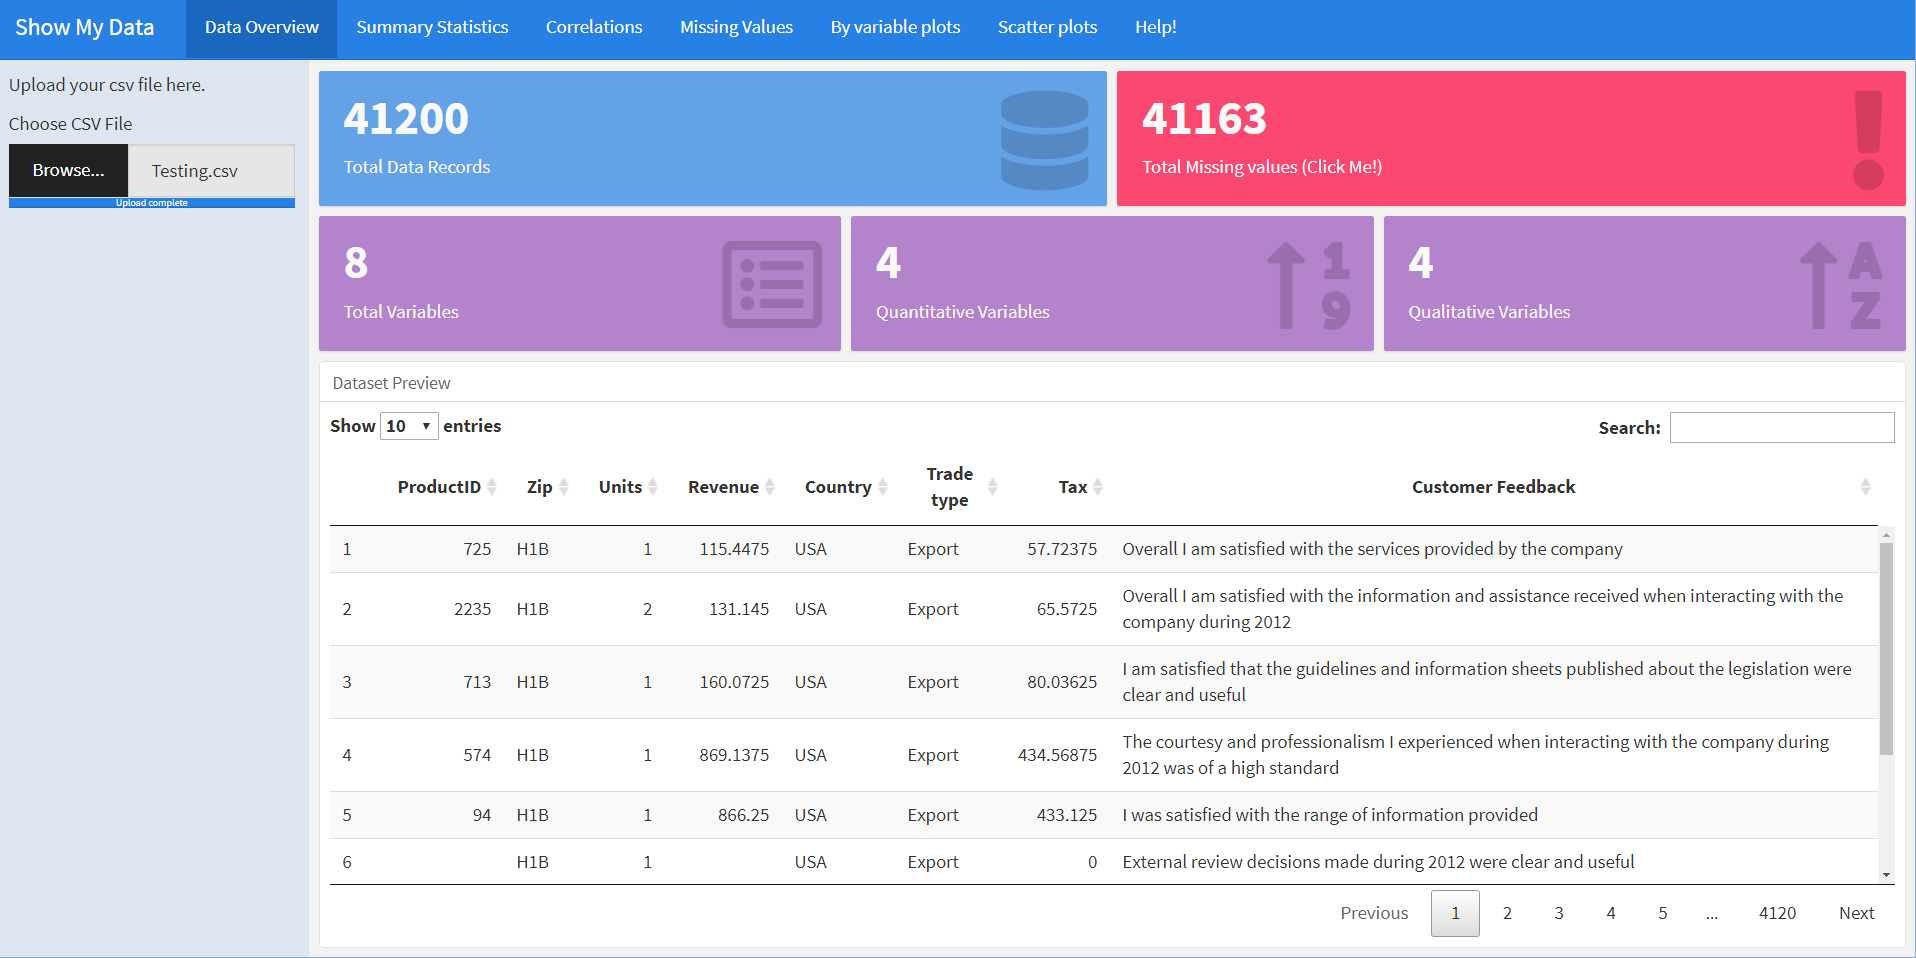 Show My Data
Data Overview
Summary Statistics
Correlations
Missing Values
By variable plots
Scatter plots
Help!
Upload your csv file here.
Choose CSV File
Browse...
Testing.csv
Upload complete
41200
Total Data Records
41163
Total Missing values (Click Me!)
8
Total Variables
4
Quantitative Variables
1
9
4
Qualitative Variables
A
Z
Dataset Preview
Show 10 entries
Search:
ProductID Zip Units Revenue Country Trade type Tax Customer Feedback
1 725 H1B 1 115.4475 USA Export 57.72375 Overall I am satisfied with the services provided by the company
2 2235 H1B 2 131.145 USA Export 65.5725 Overall I am satisfied with the information and assistance received when interacting with the
company during 2012
3 713 H1B 1 160.0725 USA Export 80.03625 I am satisfied that the guidelines and information sheets published about the legislation were
clear and useful
4 574 H1B 1 869.1375 USA Export 434.56875 The courtesy and professionalism I experienced when interacting with the company during
2012 was of a high standard
5 94 H1B 1 866.25 USA Export 433.125 I was satisfied with the range of information provided
6 H1B 1 USA Export 0 External review decisions made during 2012 were clear and useful
Previous 1 2 3 4 5 ... 4120 Next